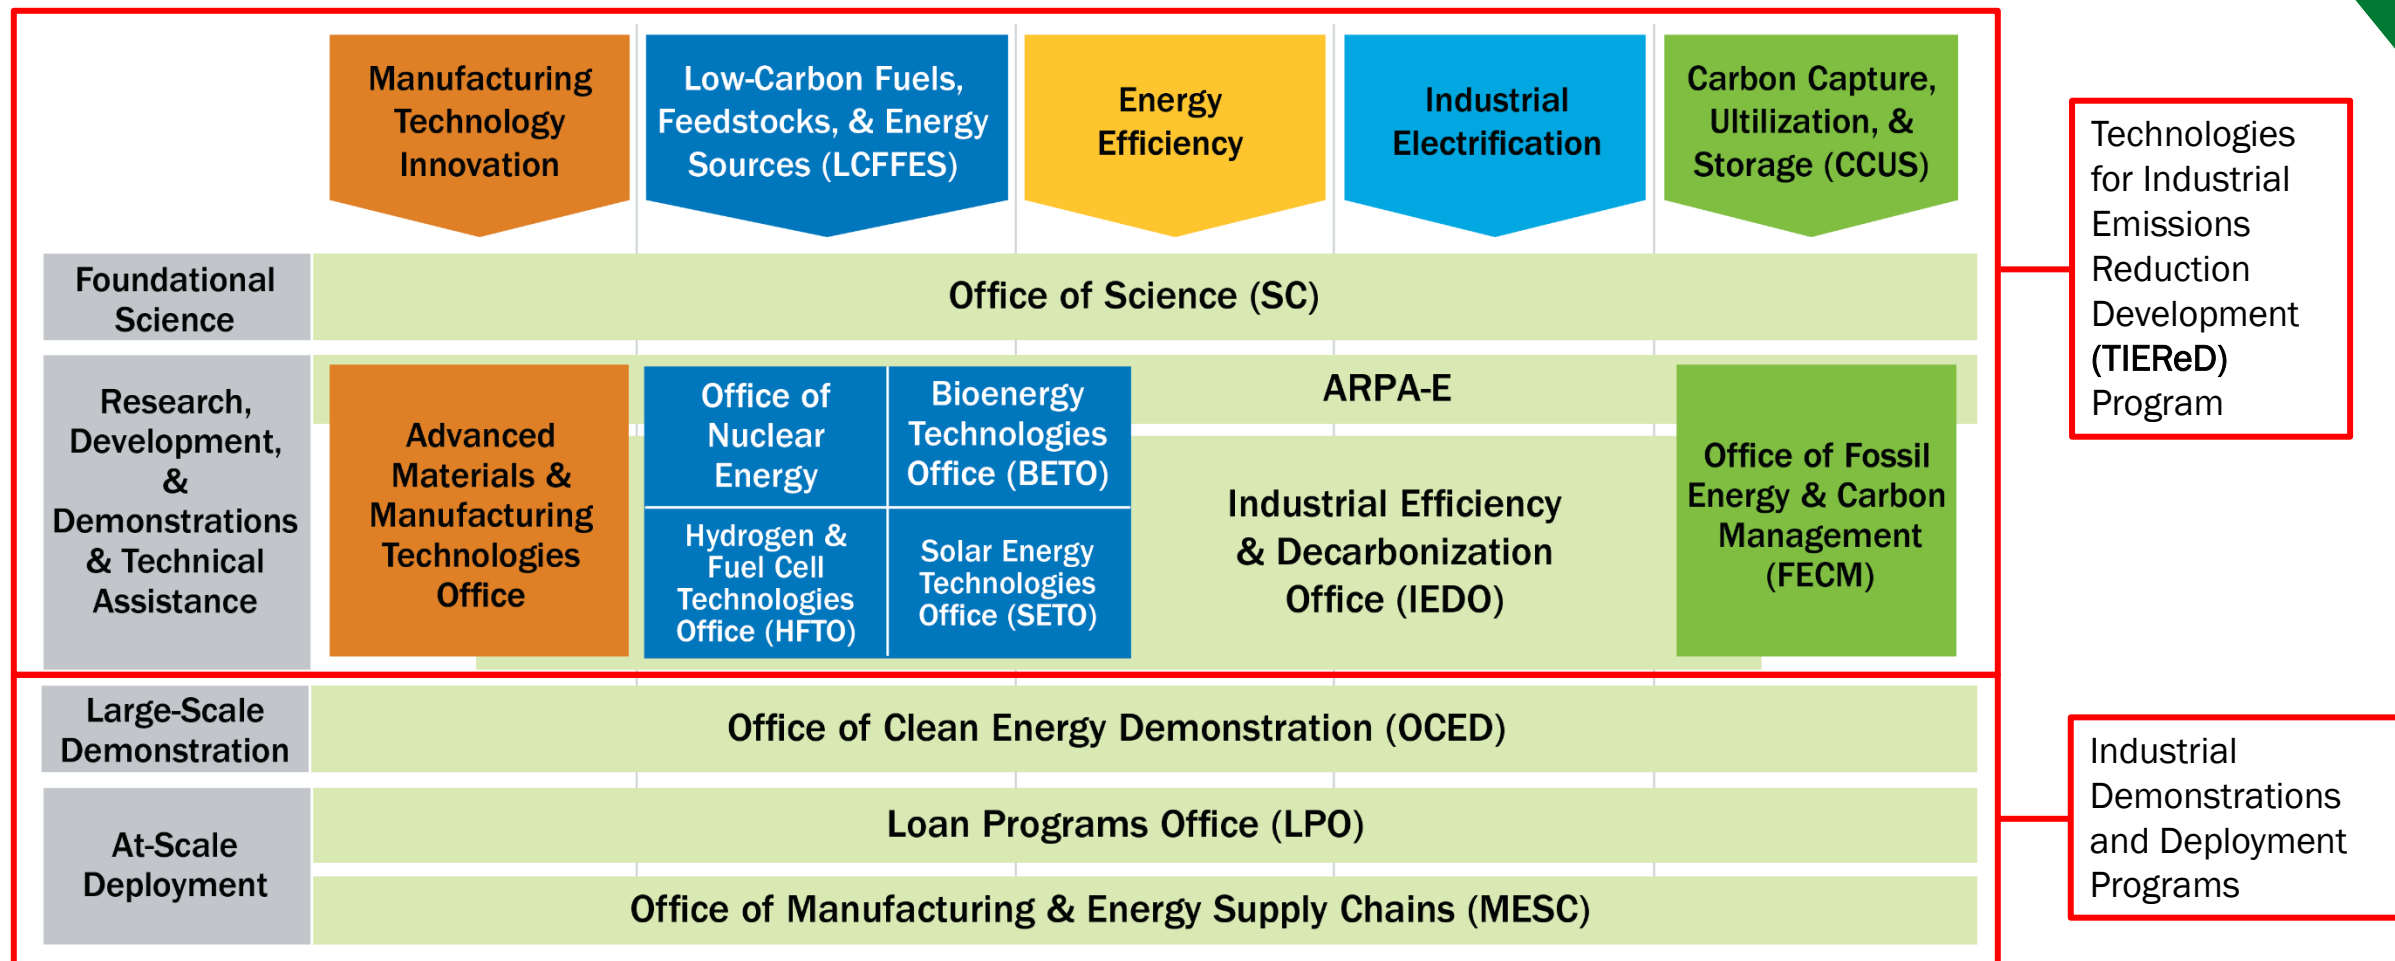 Manufacturing
Technology
Innovation
Low-Carbon Fuels,
Feedstocks, & Energy
Sources (LCFFES)
Energy
Efficiency
Industrial
Electrification
Carbon Capture,
Ultilization, &
Storage (CCUS)
Technologies
for Industrial
Emissions
Reduction
Development
(TIEReD)
Program
Foundational
Science
Office of Science (SC)
Research,
Development,
&
Demonstrations
& Technical
Assistance
ARPA-E
Advanced
Materials &
Manufacturing
Technologies
Office
Office of
Nuclear
Energy
Bioenergy
Technologies
Office (BETO)
Hydrogen &
Fuel Cell
Technologies
Office (HFTO)
Solar Energy
Technologies
Office (SETO)
Industrial Efficiency
& Decarbonization
Office (IEDO)
Office of Fossil
Energy & Carbon
Management
(FECM)
Large-Scale
Demonstration
Office of Clean Energy Demonstration (OCED)
At-Scale
Deployment
Loan Programs Office (LPO)
Office of Manufacturing & Energy Supply Chains (MESC)
Industrial
Demonstrations
and Deployment
Programs